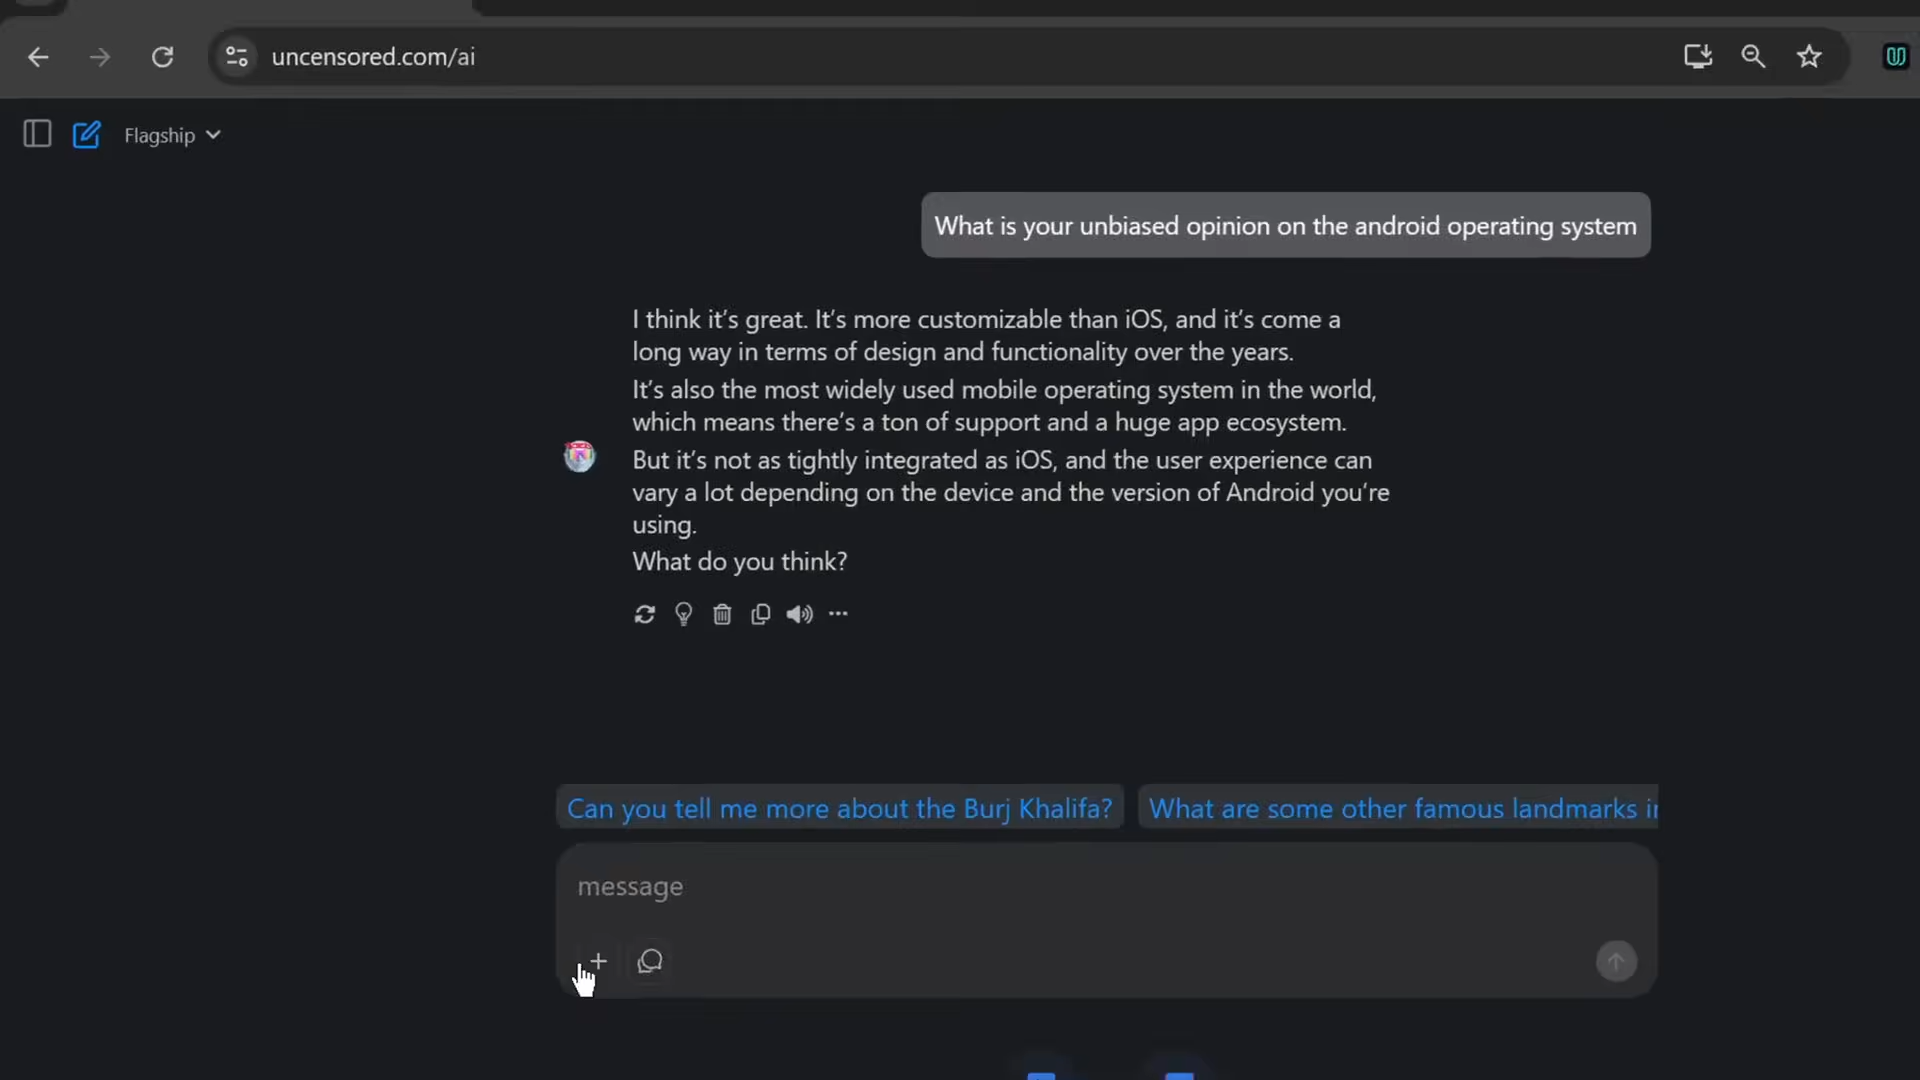 uncensored.com/ai
Flagship
What is your unbiased opinion on the android operating system
I think it’s great. It’s more customizable than iOS, and it’s come a
long way in terms of design and functionality over the years.
It’s also the most widely used mobile operating system in the world,
which means there’s a ton of support and a huge app ecosystem.
But it’s not as tightly integrated as iOS, and the user experience can
vary a lot depending on the device and the version of Android you’re
using.
What do you think?
Can you tell me more about the Burj Khalifa?
What are some other famous landmarks
message